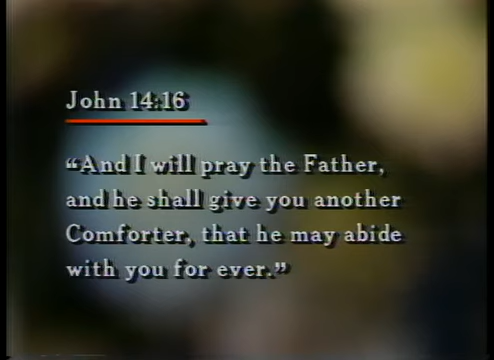 John 14:16
“And I will pray the Father,
and he shall give you another
Comforter, that he may abide
with you for ever.”